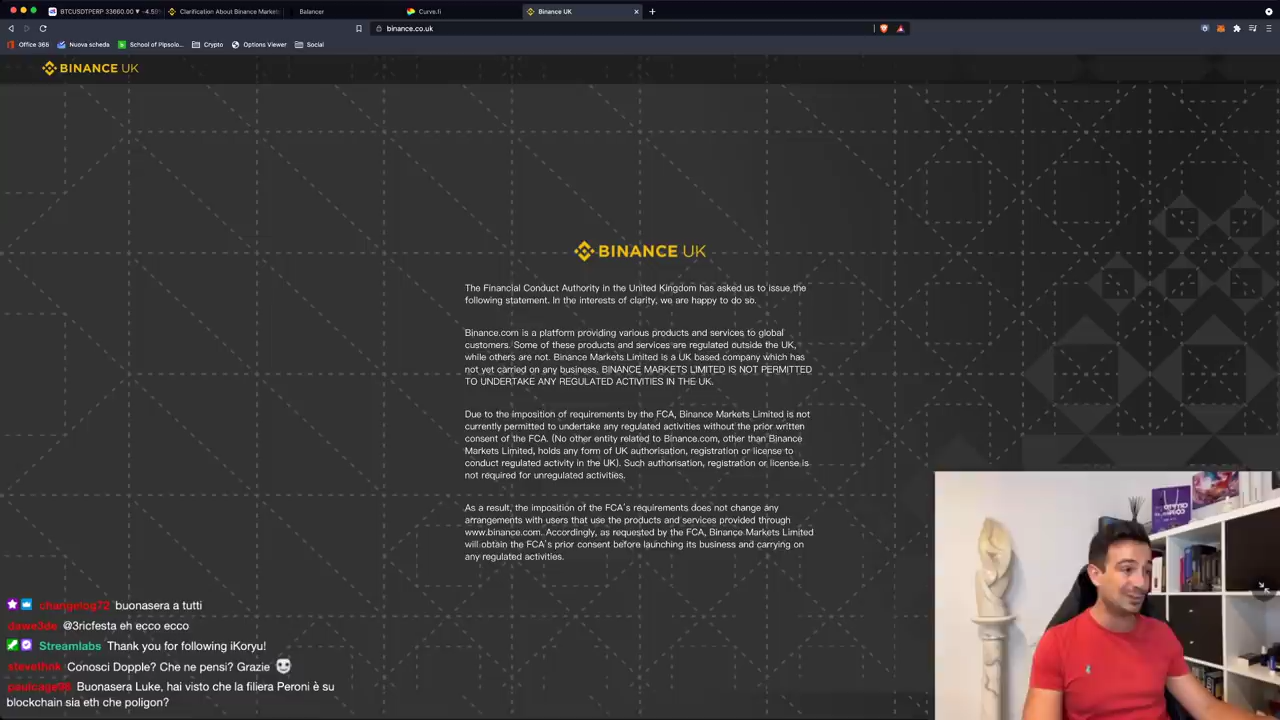 BTCUSDTPERP 33660.00 ▼ -4.58%
Clarification About Binance Markets
Balancer
Curve.fi
Binance UK
binance.co.uk
Office 365
Nuova scheda
School of Pipsolo...
Crypto
Options Viewer
Social
BINANCE UK
BINANCE UK
The Financial Conduct Authority in the United Kingdom has asked us to issue the
following statement. In the interests of clarity, we are happy to do so.
Binance.com is a platform providing various products and services to global
customers. Some of these products and services are regulated outside the UK,
while others are not. Binance Markets Limited is a UK based company which has
not yet carried on any business. BINANCE MARKETS LIMITED IS NOT PERMITTED
TO UNDERTAKE ANY REGULATED ACTIVITIES IN THE UK.
Due to the imposition of requirements by the FCA, Binance Markets Limited is not
currently permitted to undertake any regulated activities without the prior written
consent of the FCA. (No other entity related to Binance.com, other than Binance
Markets Limited, holds any form of UK authorisation, registration or license to
conduct regulated activity in the UK). Such authorisation, registration or license is
not required for unregulated activities.
As a result, the imposition of the FCA's requirements does not change any
arrangements with users that use the products and services provided through
www.binance.com. Accordingly, as requested by the FCA, Binance Markets Limited
will obtain the FCA's prior consent before launching its business and carrying on
any regulated activities.
changelog72 buonasera a tutti
dawe3de @3ricfesta eh ecco ecco
Streamlabs Thank you for following iKoryu!
stevethnk Conosci Dopple? Che ne pensi? Grazie
paulcage96 Buonasera Luke, hai visto che la filiera Peroni è su
blockchain sia eth che poligon?